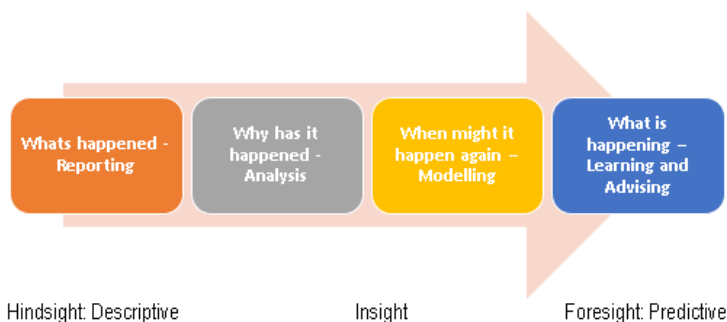 Whats happened -
Reporting
Why has it
happened -
Analysis
When might it
happen again –
Modelling
What is
happening –
Learning and
Advising
Hindsight: Descriptive
Insight
Foresight: Predictive